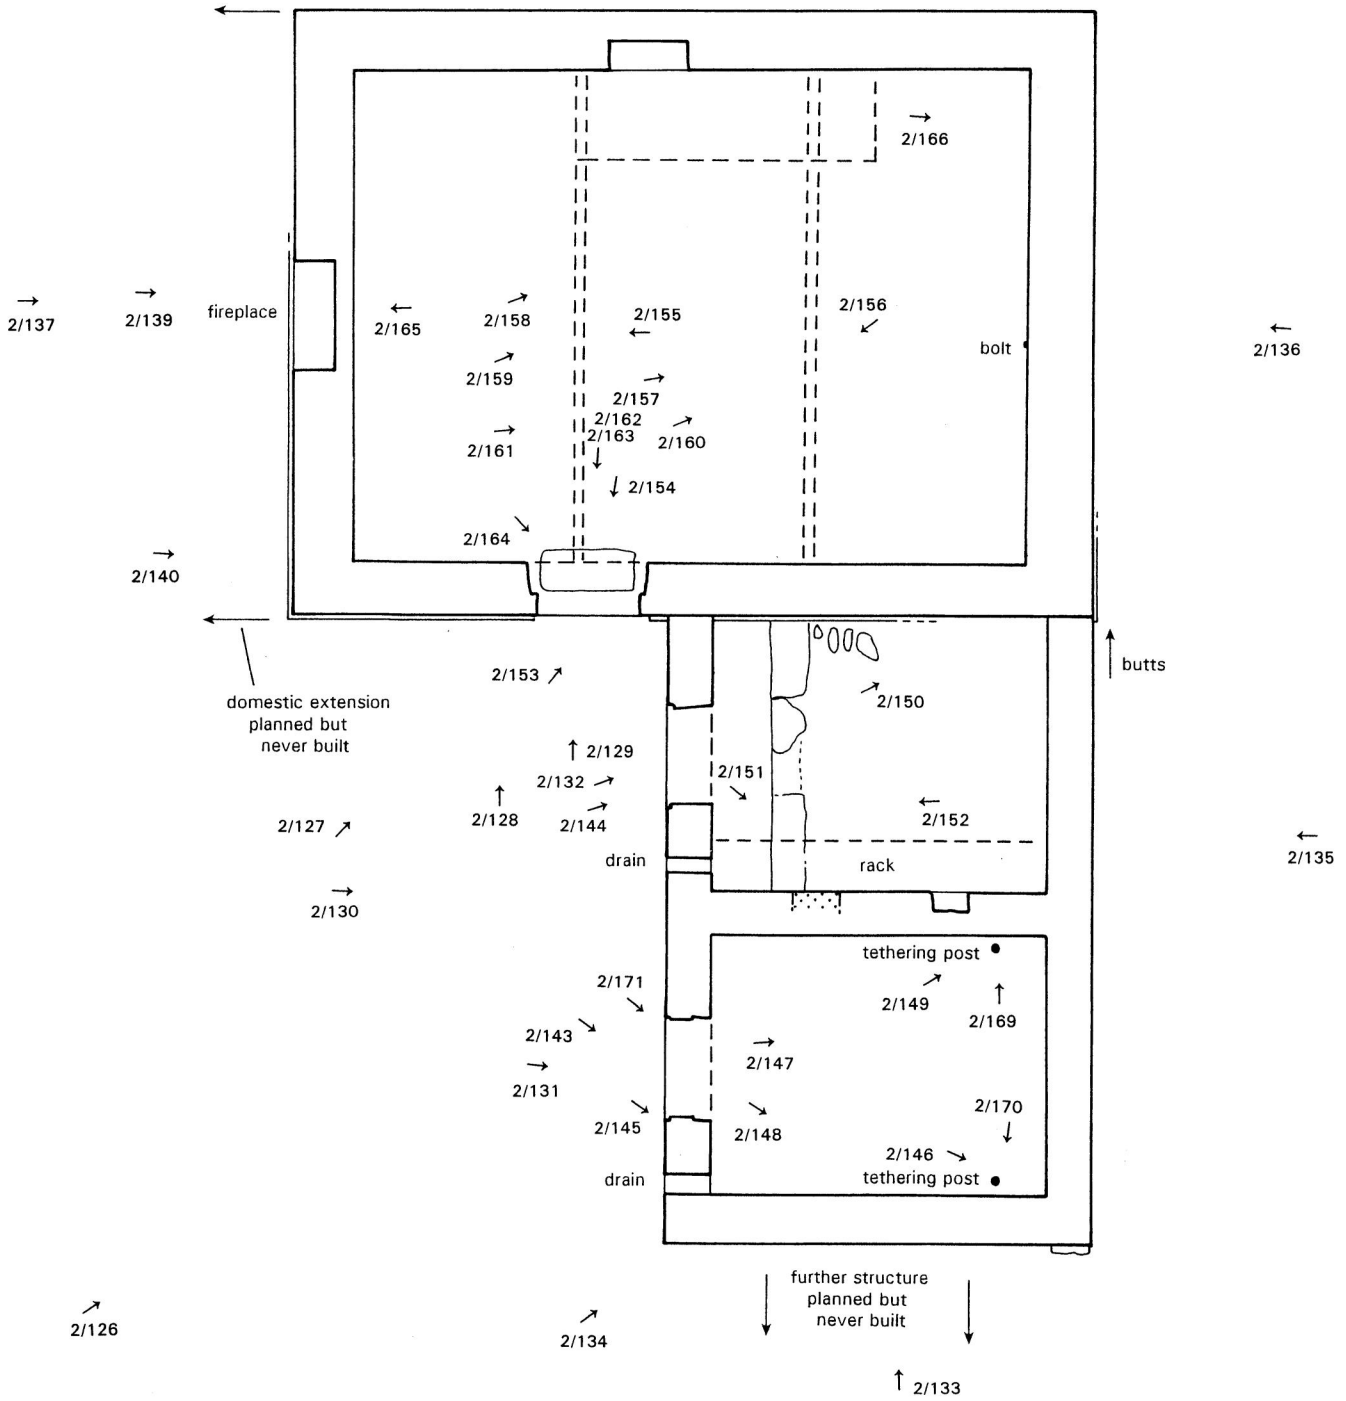 2/166
2/137
2/139
fireplace
2/165
2/158
2/155
2/156
2/136
bolt
2/159
2/157
2/162
2/163
2/160
2/161
2/154
2/164
2/140
domestic extension
planned but
never built
2/153
butts
2/150
2/129
2/132
2/151
2/128
2/144
2/127
2/152
2/135
drain
rack
2/130
tethering post
2/171
2/149
2/169
2/143
2/147
2/131
2/170
2/145
2/148
2/146
tethering post
drain
further structure
planned but
never built
2/126
2/134
2/133